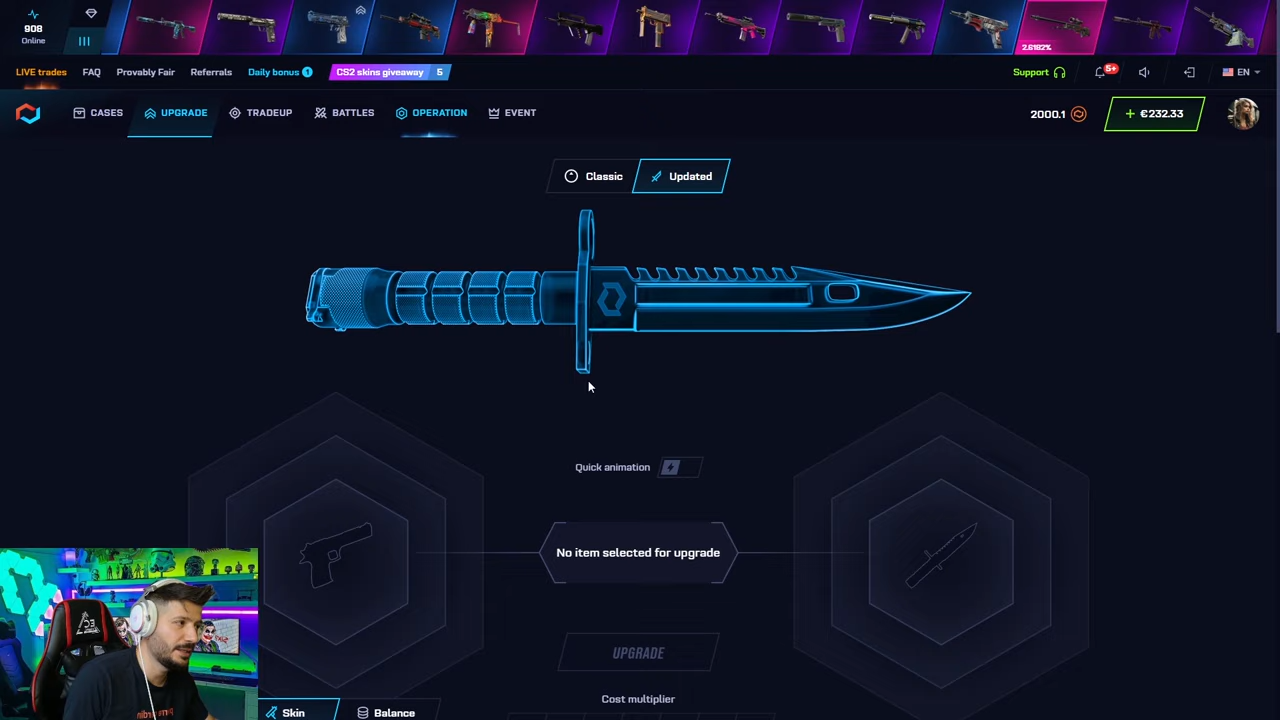 908
Online
2.6182%
LIVE trades FAQ Provably Fair Referrals Daily bonus 1 CS2 skins giveaway 5 Support 5+ EN
CASES UPGRADE TRADEUP BATTLES OPERATION EVENT 2000.1 + €232.33
Classic Updated
Quick animation
No item selected for upgrade
UPGRADE
Cost multiplier
Skin Balance